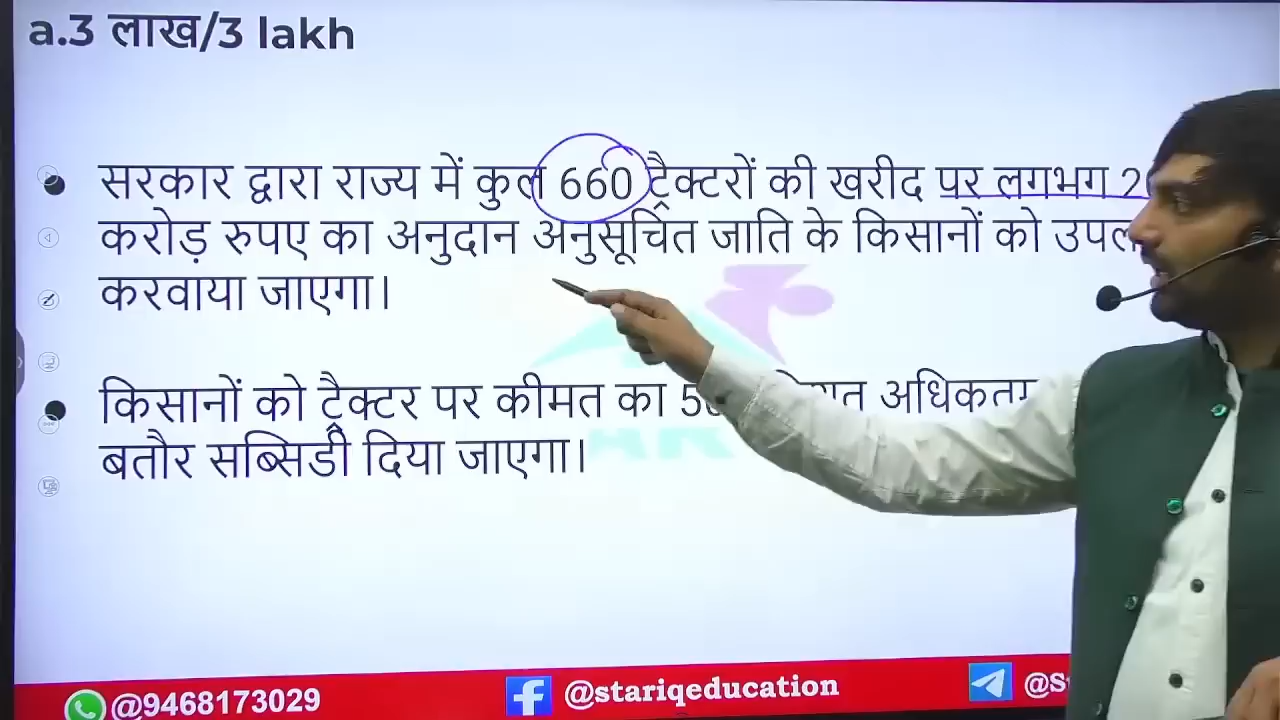 a.3 लाख/3 lakh
सरकार द्वारा राज्य में कुल 660 ट्रैक्टरों की खरीद पर लगभग
करोड़ रुपए का अनुदान अनुसूचित जाति के किसानों को
करवाया जाएगा।
किसानों को ट्रैक्टर पर कीमत का
बतौर सब्सिडी दिया जाएगा।
@9468173029 @stariqeducation